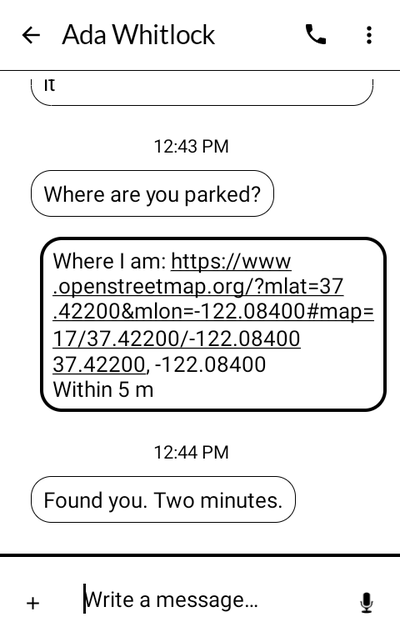 Ada Whitlock
it
12:43 PM
Where are you parked?
Where I am: https://www
.openstreetmap.org/?mlat=37
.42200&mlon=-122.08400#map=
17/37.42200/-122.08400
37.42200, -122.08400
Within 5 m
12:44 PM
Found you. Two minutes.
+
Write a message…